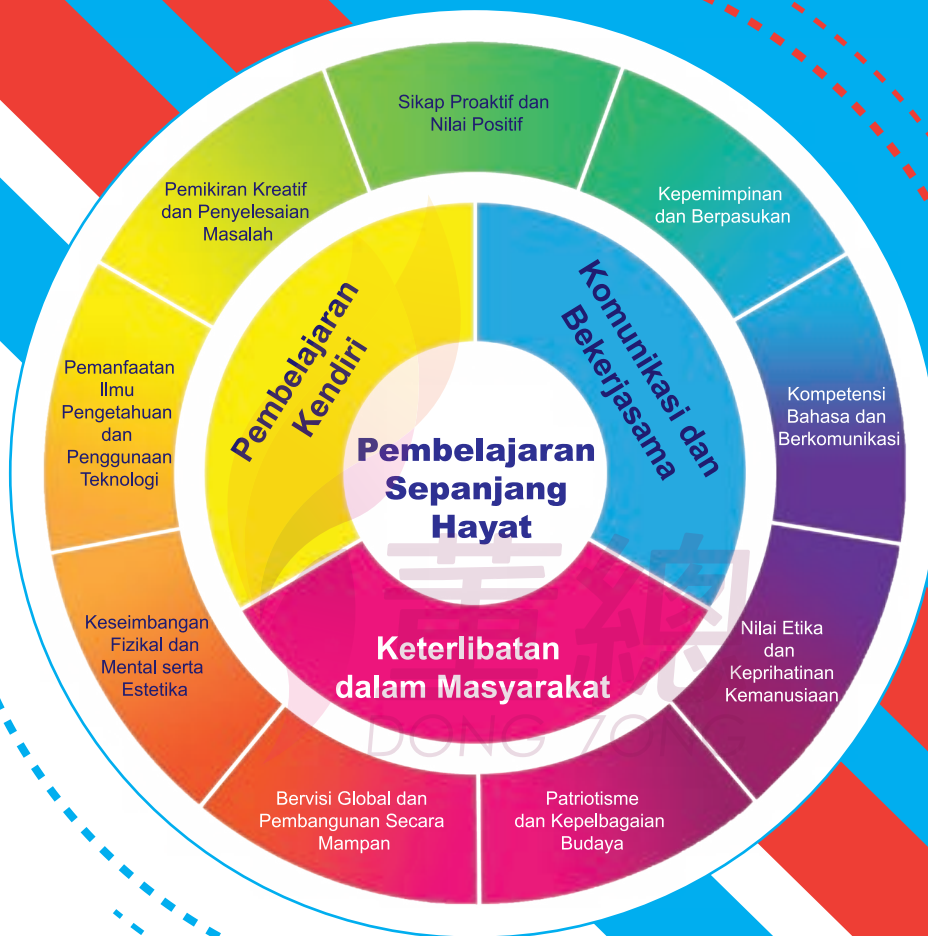 Sikap Proaktif dan
Nilai Positif
Kepemimpinan
dan Berpasukan
Kompetensi
Bahasa dan
Berkomunikasi
Nilai Etika
dan
Keprihatinan
Kemanusiaan
Patriotisme
dan Kepelbagaian
Budaya
Bervisi Global dan
Pembangunan Secara
Mampan
Keseimbangan
Fizikal dan
Mental serta
Estetika
Pemanfaatan
Ilmu
Pengetahuan
dan
Penggunaan
Teknologi
Pemikiran Kreatif
dan Penyelesaian
Masalah
Pembelajaran
Kendiri
Komunikasi dan
Bekerjasama
Keterlibatan
dalam Masyarakat
Pembelajaran
Sepanjang
Hayat
董總
DONG ZONG